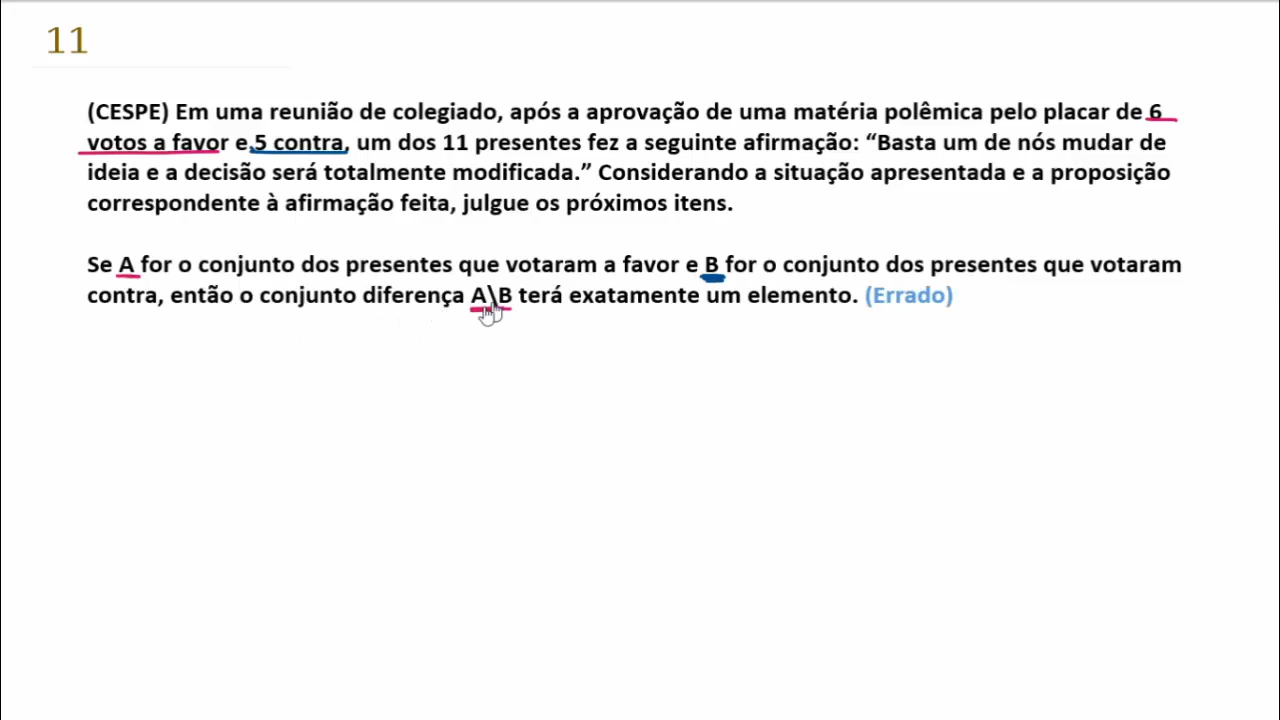 11
(CESPE) Em uma reunião de colegiado, após a aprovação de uma matéria polêmica pelo placar de 6
votos a favor e 5 contra, um dos 11 presentes fez a seguinte afirmação: “Basta um de nós mudar de
ideia e a decisão será totalmente modificada.” Considerando a situação apresentada e a proposição
correspondente à afirmação feita, julgue os próximos itens.
Se A for o conjunto dos presentes que votaram a favor e B for o conjunto dos presentes que votaram
contra, então o conjunto diferença A\B terá exatamente um elemento. (Errado)